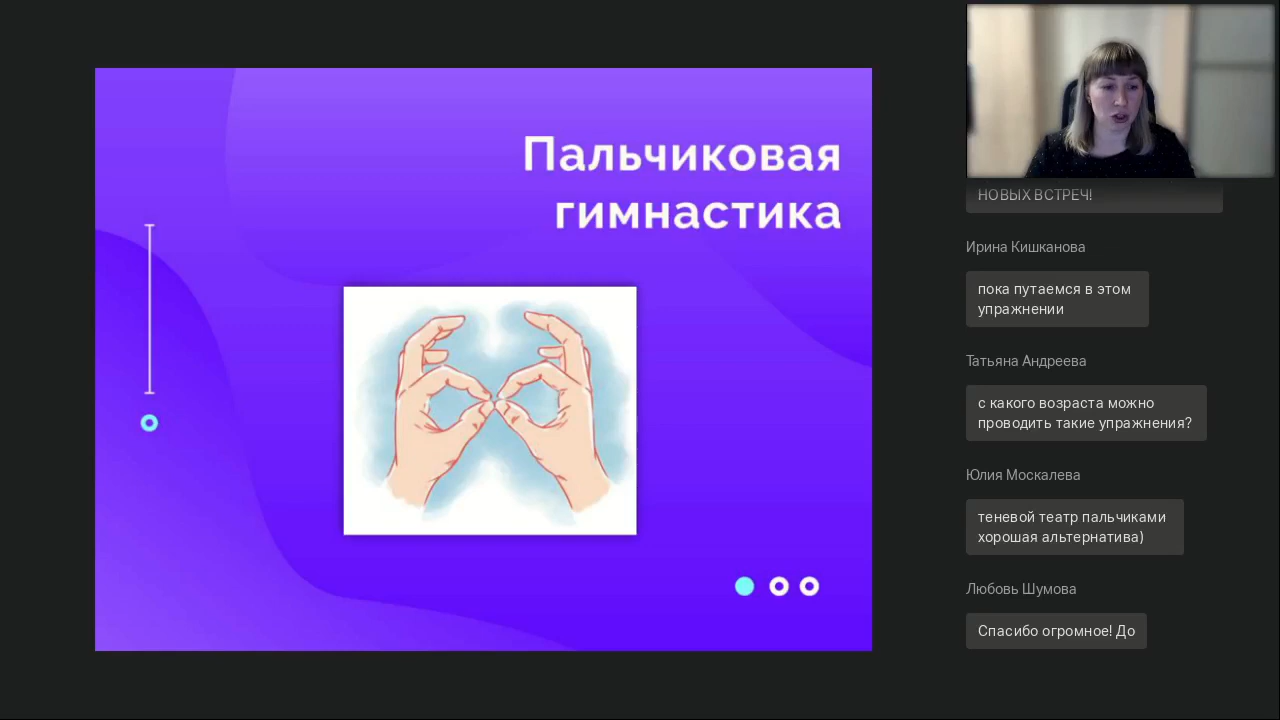 Пальчиковая
гимнастика
НОВЫХ ВСТРЕЧ!
Ирина Кишканова
пока путаемся в этом
упражнении
Татьяна Андреева
с какого возраста можно
проводить такие упражнения?
Юлия Москалева
теневой театр пальчиками
хорошая альтернатива)
Любовь Шумова
Спасибо огромное! До